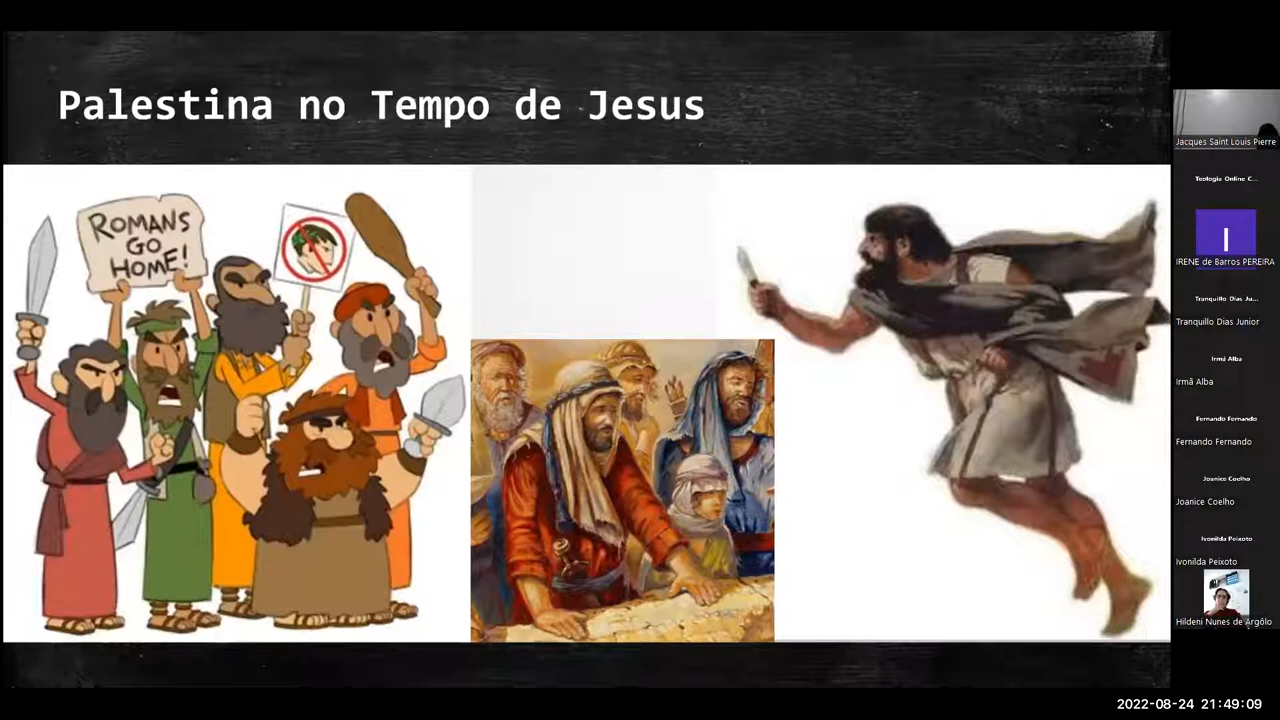 Palestina no Tempo de Jesus
ROMANS
GO
HOME!
Jacques Saint Louis Pierre
Teologia Online C...
I
IRENE de Barros PEREIRA
Tranquillo Dias Ju...
Tranquillo Dias Junior
Irmã Alba
Irmã Alba
Fernando Fernando
Fernando Fernando
Joanice Coelho
Joanice Coelho
Ivonilda Peixoto
Ivonilda Peixoto
Hildeni Nunes de Argôlo
2022-08-24 21:49:09